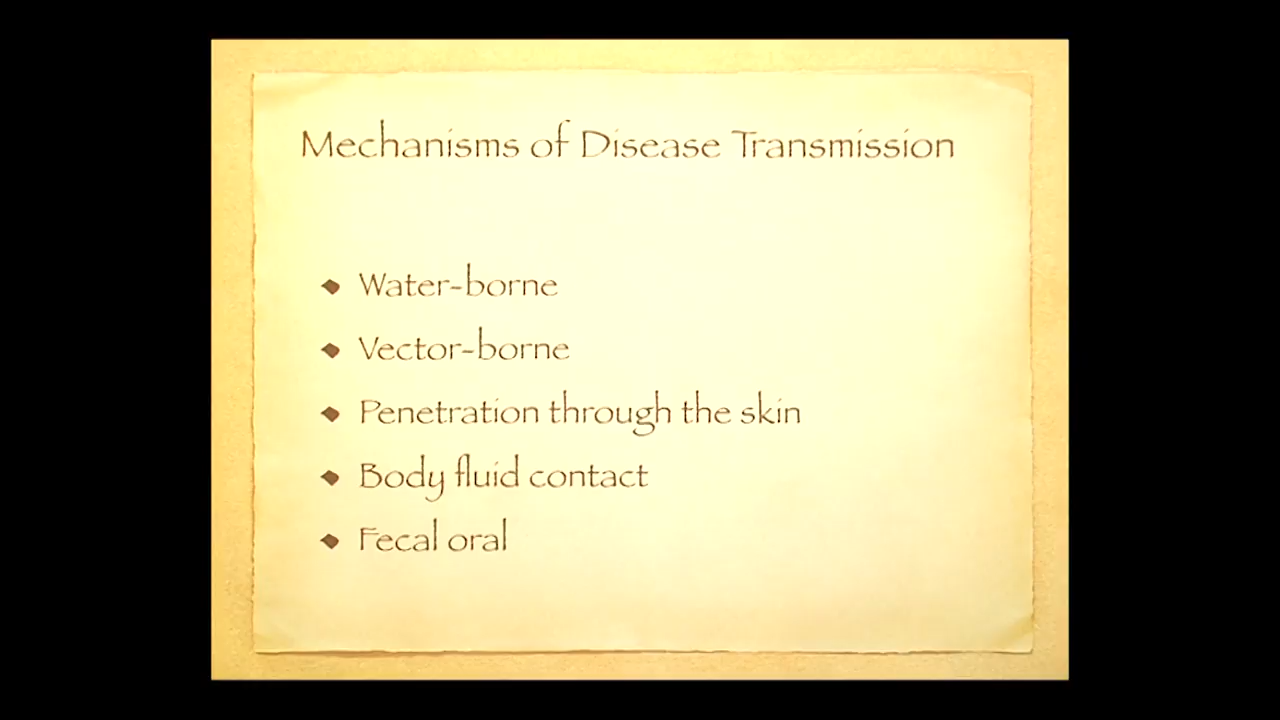 Mechanisms of Disease Transmission
Water-borne
Vector-borne
Penetration through the skin
Body fluid contact
Fecal oral